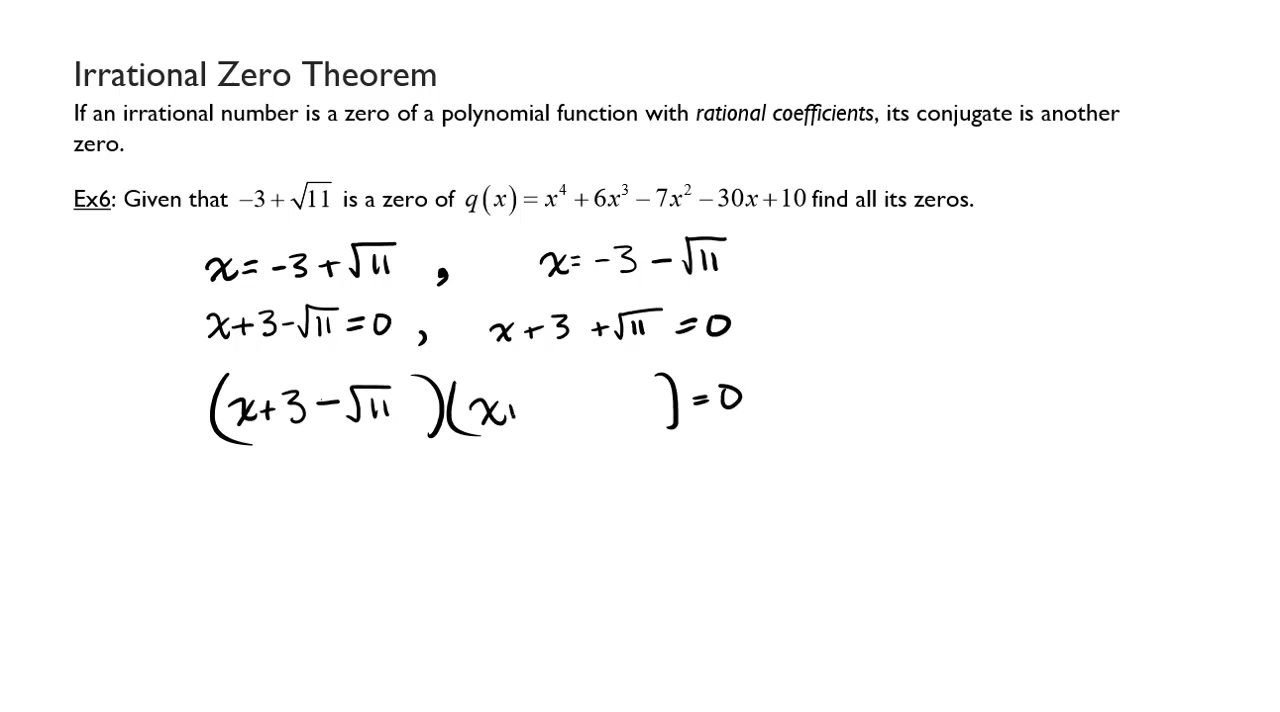 Irrational Zero Theorem
If an irrational number is a zero of a polynomial function with rational coefficients, its conjugate is another
zero.
Ex6: Given that −3 + √11 is a zero of q(x) = x⁴ + 6x³ − 7x² − 30x + 10 find all its zeros.
x = -3 + √11 , x = -3 - √11
x + 3 - √11 = 0 , x + 3 + √11 = 0
(x + 3 - √11 )(x ) = 0